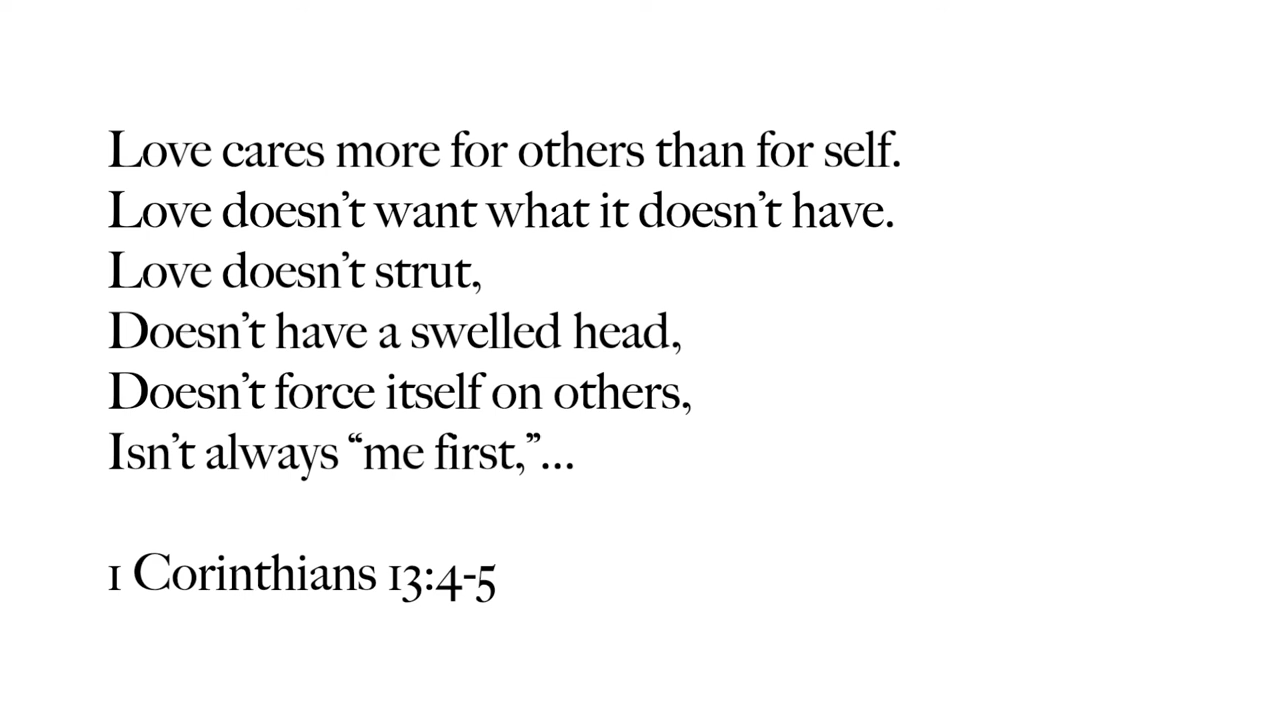 Love cares more for others than for self.
Love doesn’t want what it doesn’t have.
Love doesn’t strut,
Doesn’t have a swelled head,
Doesn’t force itself on others,
Isn’t always “me first,”...
1 Corinthians 13:4-5